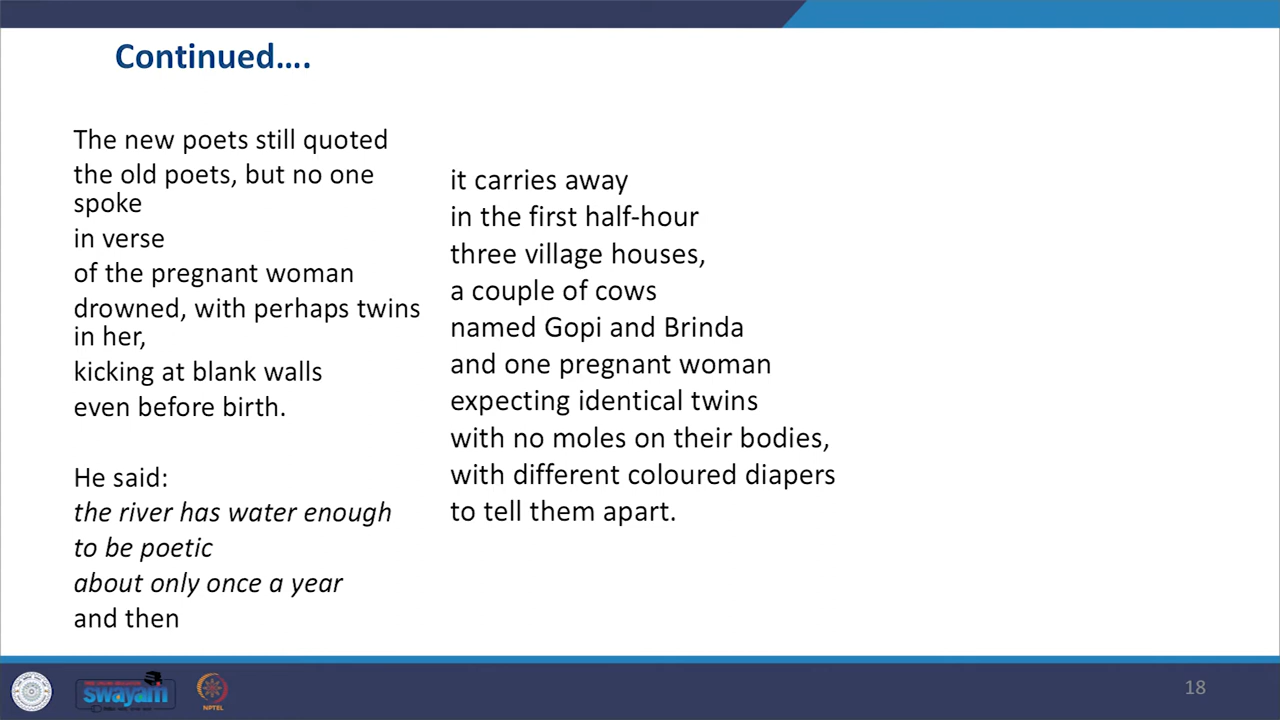 Continued....
The new poets still quoted
the old poets, but no one
spoke
in verse
of the pregnant woman
drowned, with perhaps twins
in her,
kicking at blank walls
even before birth.
He said:
the river has water enough
to be poetic
about only once a year
and then
it carries away
in the first half-hour
three village houses,
a couple of cows
named Gopi and Brinda
and one pregnant woman
expecting identical twins
with no moles on their bodies,
with different coloured diapers
to tell them apart.
swayam
NPTEL
18